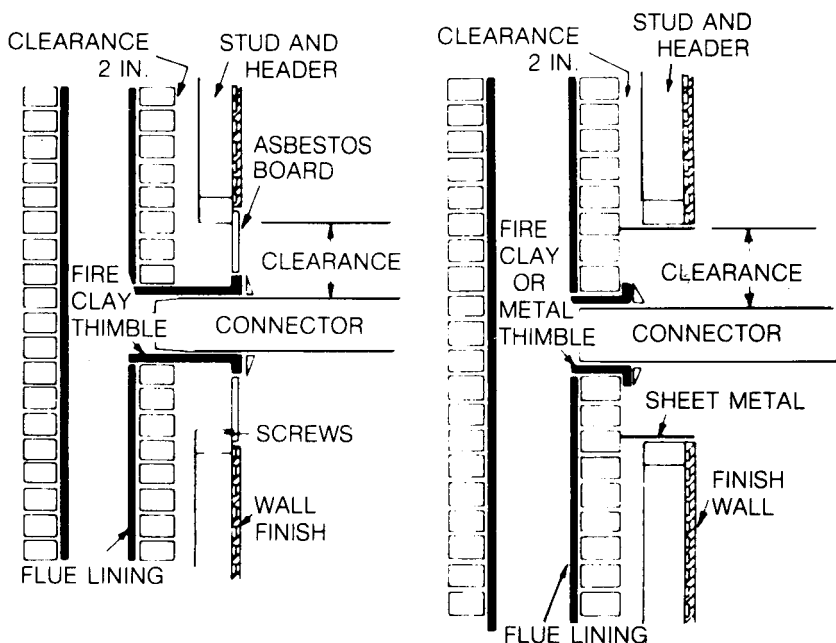 CLEARANCE
2 IN.
STUD AND
HEADER
ASBESTOS
BOARD
CLEARANCE
FIRE
CLAY
THIMBLE
CONNECTOR
SCREWS
WALL
FINISH
FLUE LINING
CLEARANCE
2 IN.
STUD AND
HEADER
FIRE
CLAY
OR
METAL
THIMBLE
CLEARANCE
CONNECTOR
SHEET METAL
FINISH
WALL
FLUE LINING